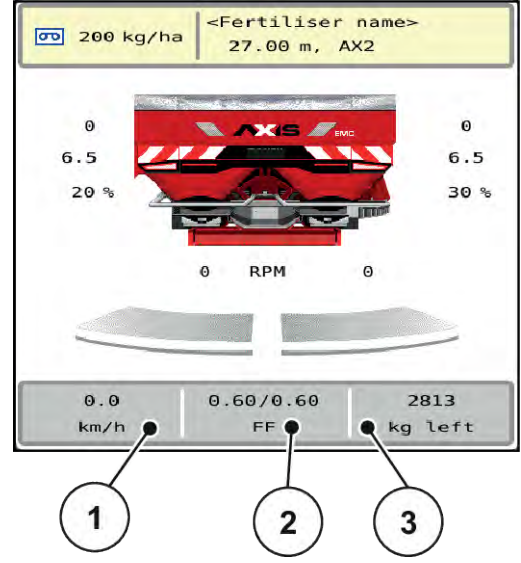 200 kg/ha
<Fertiliser name>
27.00 m, AX2
AXIS EMC
0 0
6.5 6.5
20 % 30 %
0 RPM 0
0.0 0.60/0.60 2813
km/h FF kg left
1 2 3